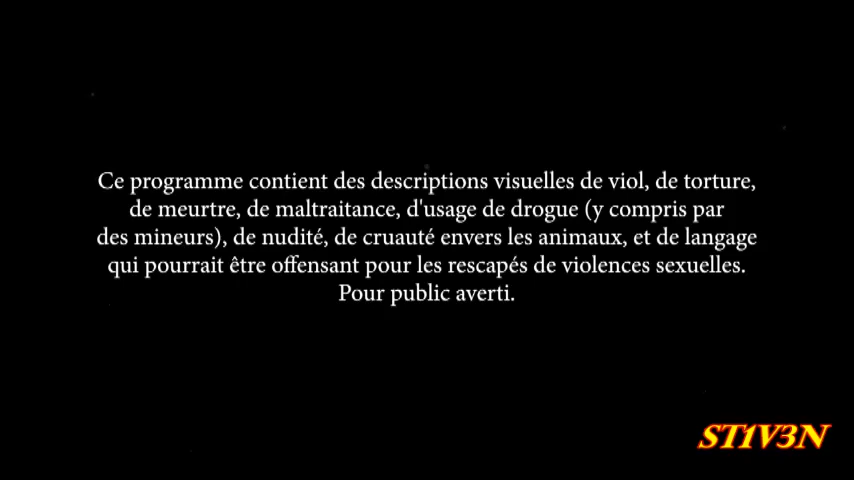 Ce programme contient des descriptions visuelles de viol, de torture,
de meurtre, de maltraitance, d'usage de drogue (y compris par
des mineurs), de nudité, de cruauté envers les animaux, et de langage
qui pourrait être offensant pour les rescapés de violences sexuelles.
Pour public averti.
ST1V3N